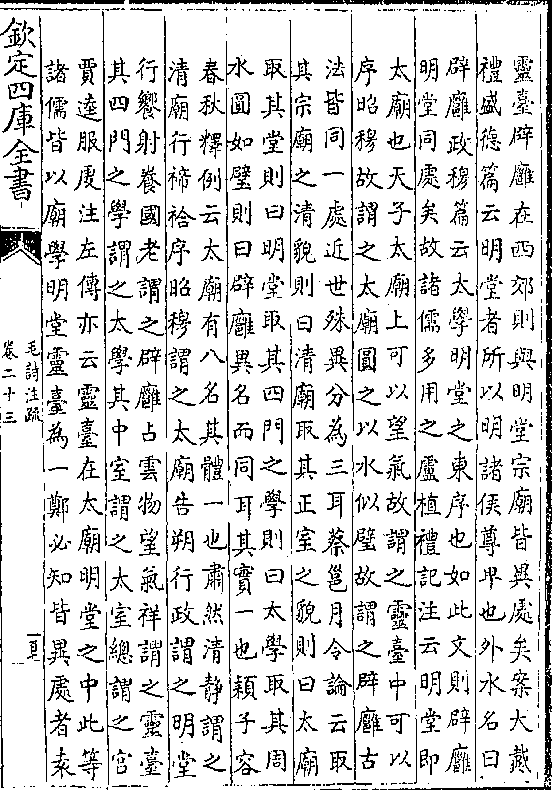 靈臺辟廱在西郊則與明堂宗廟皆異處矣案大戴
禮盛德篇云明堂者所以明諸侯尊卑也外水名曰
辟廱政穆篇云太學明堂之東序也如此文則辟廱
明堂同處矣故諸儒多用之盧植禮記注云明堂即
太廟也天子太廟上可以望氣故謂之靈臺中可以
序昭穆故謂之太廟圓之以水似璧故謂之辟廱古
法皆同一處近世殊異分為三耳蔡邕月令論云取
其宗廟之清貌則曰清廟取其正室之貌則曰太廟
取其堂則曰明堂取其四門之學則曰太學取其周
水圓如璧則曰辟廱異名而同耳其實一也頴子容
春秋釋例云太廟有八名其體一也肅然清静謂之
清廟行禘祫序昭穆謂之太廟告朔行政謂之明堂
行饗射養國老謂之辟廱占雲物望氣祥謂之靈臺
其四門之學謂之太學其中室謂之太室總謂之宫
賈逵服虔注左傳亦云靈臺在太廟明堂之中此等
諸儒皆以廟學明堂靈臺為一鄭必知皆異處者袁
欽定四庫全書
毛詩注疏
卷二十三